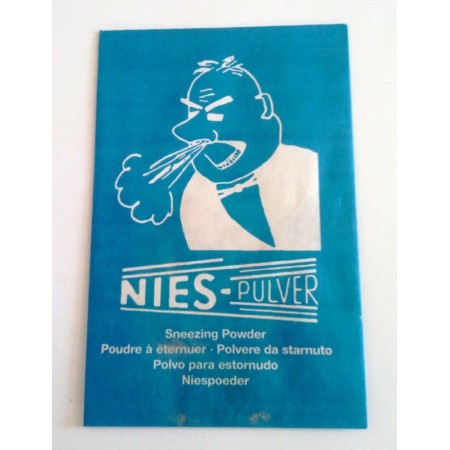 NIES-PULVER
Sneezing Powder
Poudre à éternuer · Polvere da starnuto
Polvo para estornudo
Niespoeder